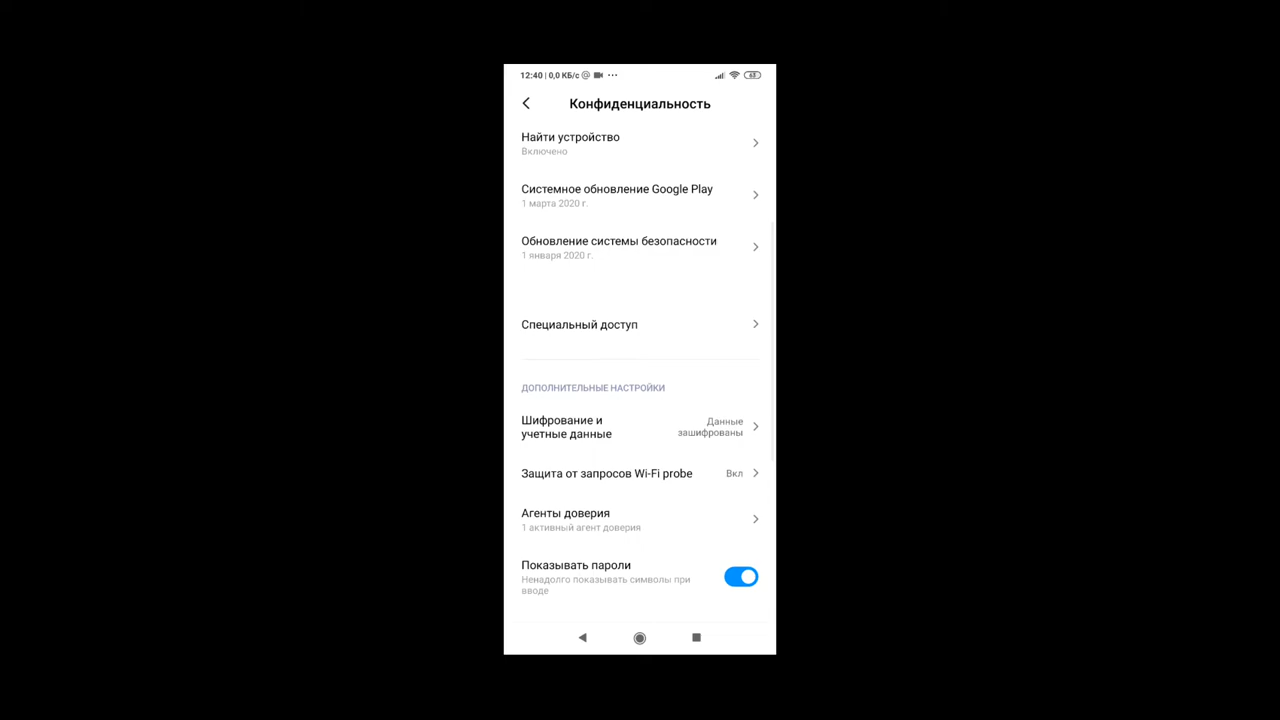 12:40 | 0,0 КБ/с @ ...
63
Конфиденциальность
Найти устройство
Включено
Системное обновление Google Play
1 марта 2020 г.
Обновление системы безопасности
1 января 2020 г.
Специальный доступ
ДОПОЛНИТЕЛЬНЫЕ НАСТРОЙКИ
Шифрование и
учетные данные
Данные
зашифрованы
Защита от запросов Wi-Fi probe
Вкл
Агенты доверия
1 активный агент доверия
Показывать пароли
Ненадолго показывать символы при
вводе